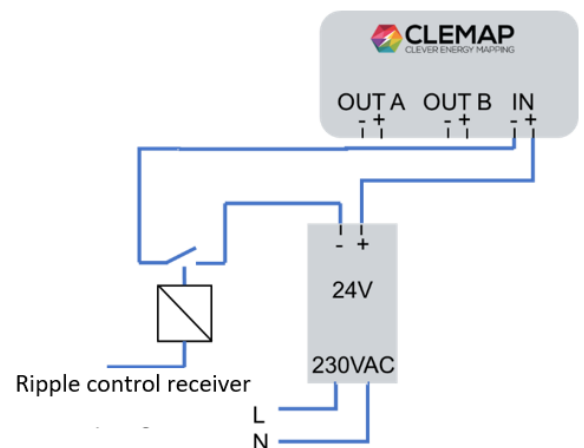 CLEMAP
CLEVER ENERGY MAPPING
OUT A OUT B IN
- + - + - +
- +
24V
230VAC
Ripple control receiver
L
N